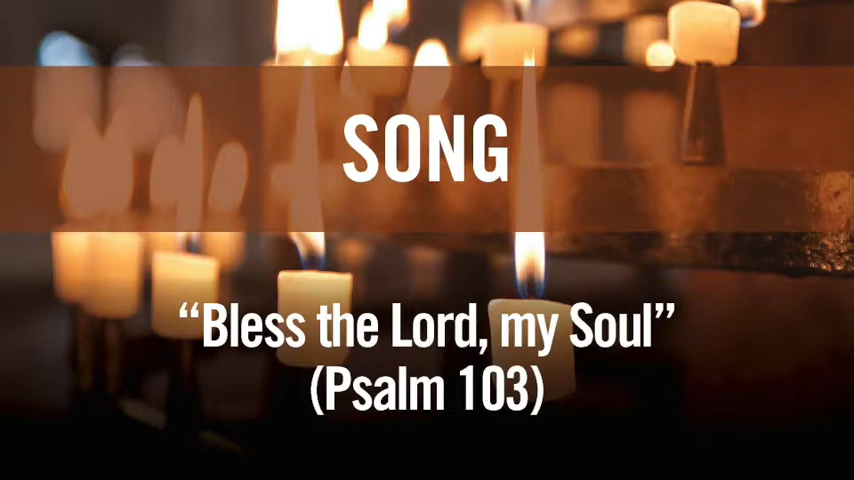 SONG
“Bless the Lord, my Soul”
(Psalm 103)